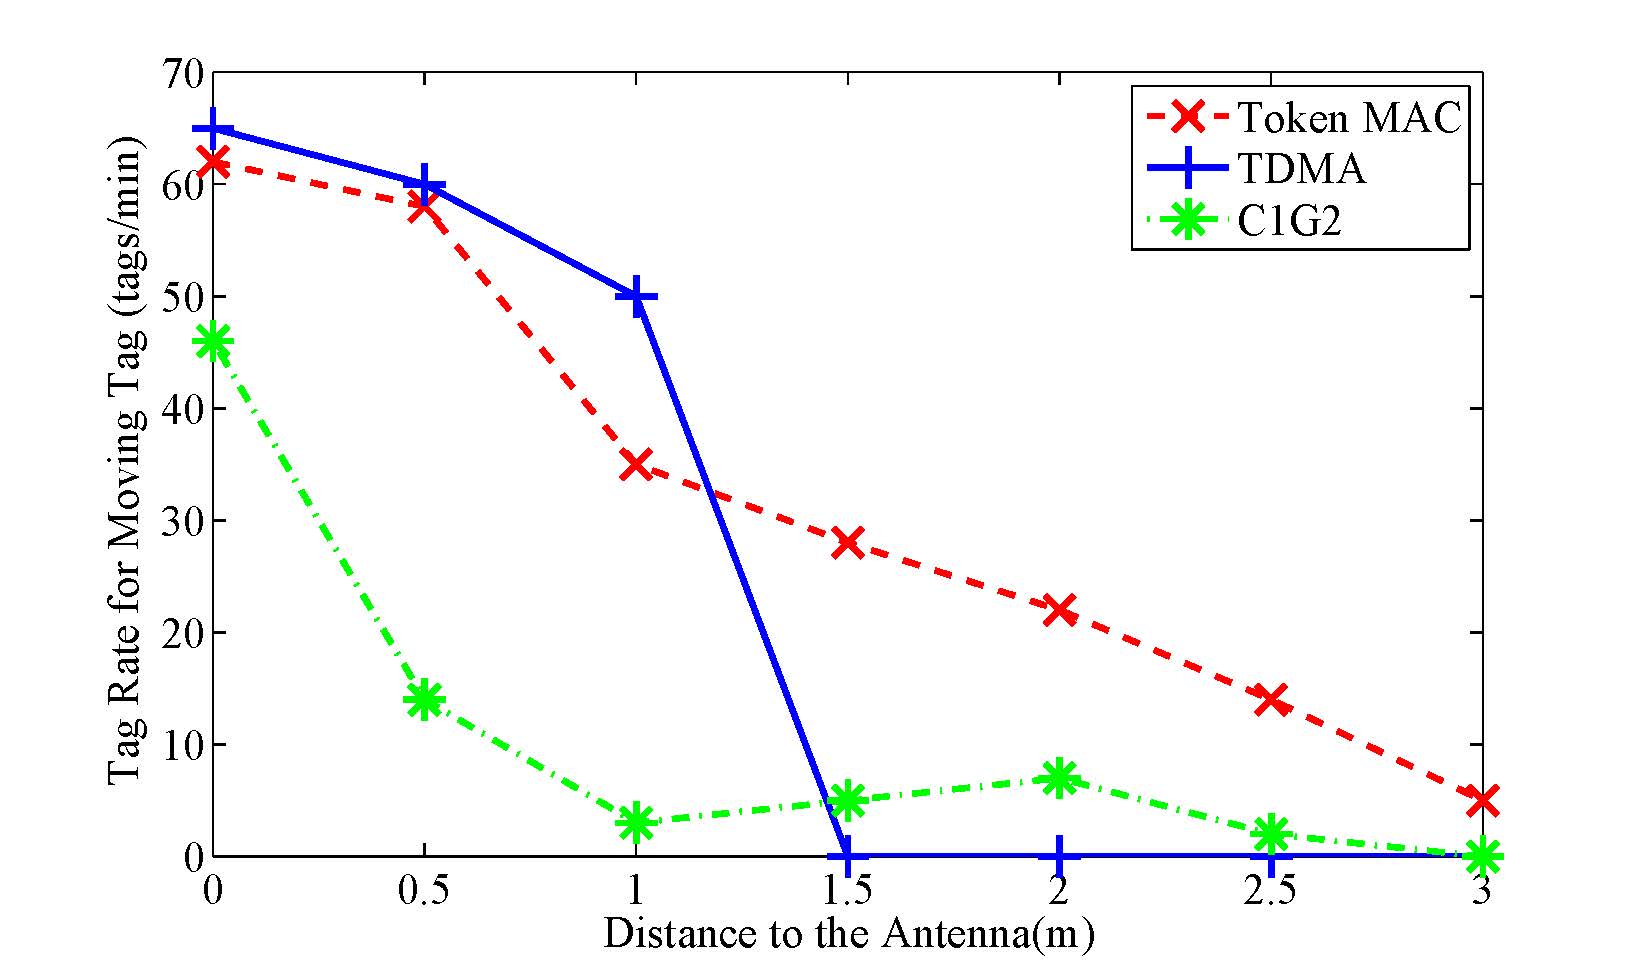 Tag Rate for Moving Tag (tags/min)
70
60
50
40
30
20
10
0
Token MAC
TDMA
C1G2
0 0.5 1 1.5 2 2.5 3
Distance to the Antenna(m)